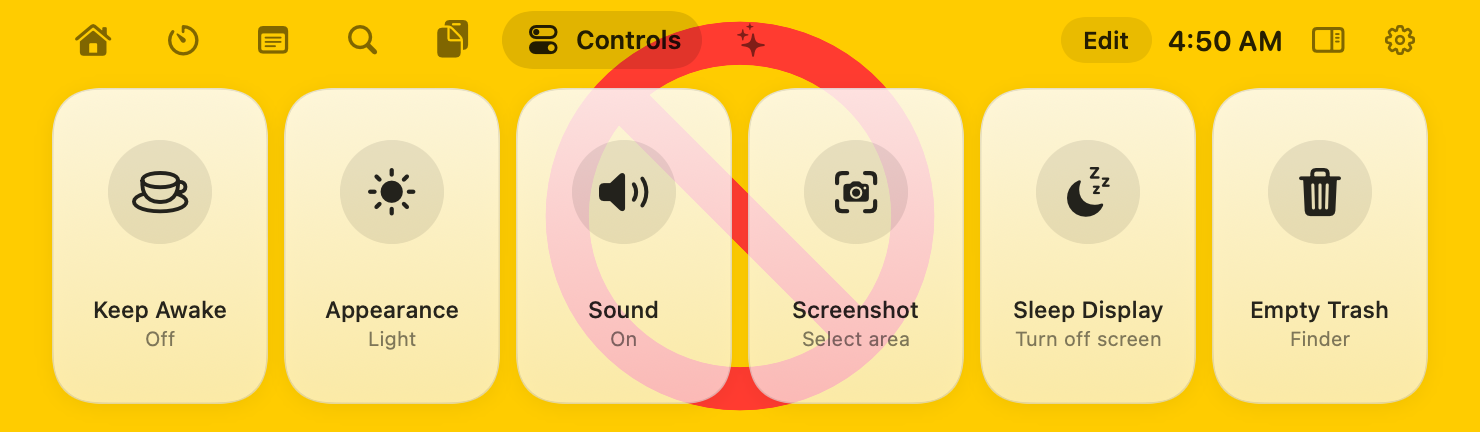 Controls
Edit
4:50 AM
Keep Awake
Off
Appearance
Light
Sound
On
Screenshot
Select area
Sleep Display
Turn off screen
Empty Trash
Finder